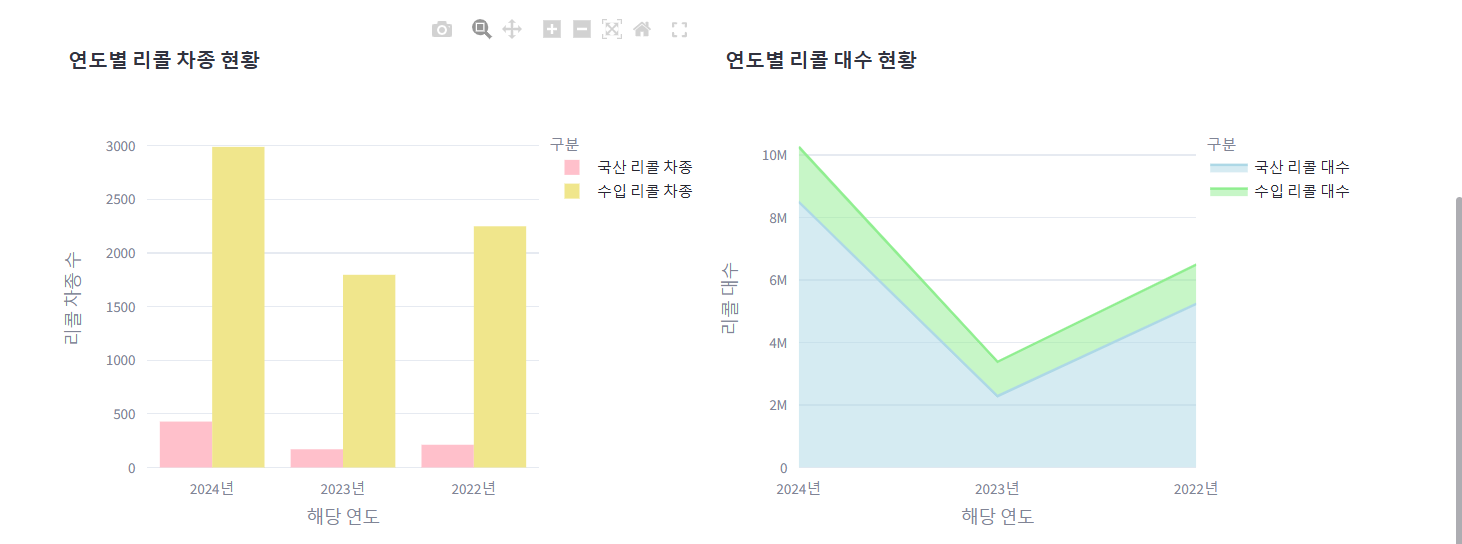 연도별 리콜 차종 현황
리콜 차종 수
3000
2500
2000
1500
1000
500
0
2024년
2023년
2022년
해당 연도
구분
국산 리콜 차종
수입 리콜 차종
연도별 리콜 대수 현황
리콜 대수
10M
8M
6M
4M
2M
0
2024년
2023년
2022년
해당 연도
구분
국산 리콜 대수
수입 리콜 대수